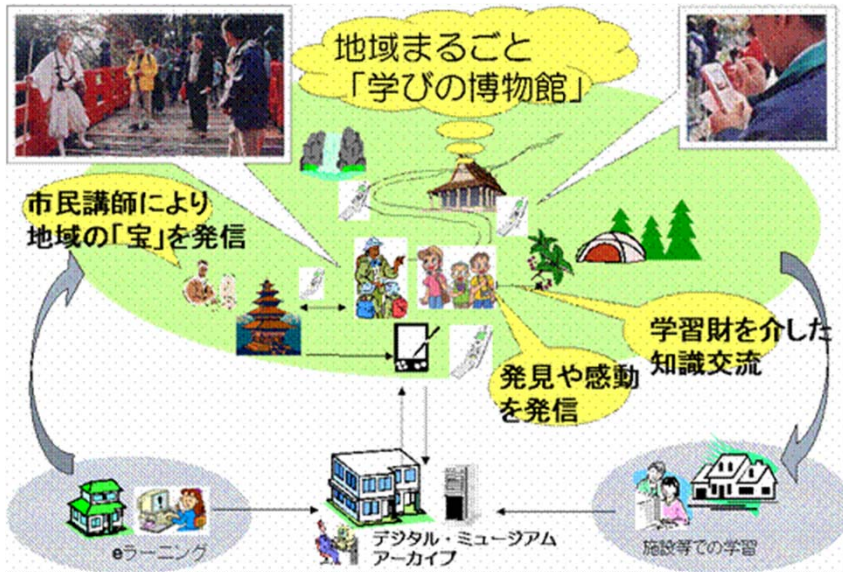 地域まるごと
「学びの博物館」
市民講師により
地域の「宝」を発信
学習財を介した
知識交流
発見や感動
を発信
eラーニング
デジタル・ミュージアム
アーカイブ
施設等での学習